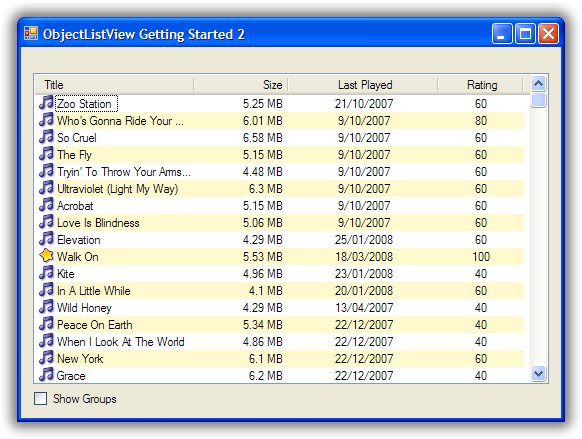 ObjectListView Getting Started 2
Title Size Last Played Rating
Zoo Station 5.25 MB 21/10/2007 60
Who's Gonna Ride Your ... 6.01 MB 9/10/2007 80
So Cruel 6.58 MB 9/10/2007 60
The Fly 5.15 MB 9/10/2007 60
Tryin' To Throw Your Arms... 4.48 MB 9/10/2007 60
Ultraviolet (Light My Way) 6.3 MB 9/10/2007 60
Acrobat 5.15 MB 9/10/2007 60
Love Is Blindness 5.06 MB 9/10/2007 60
Elevation 4.29 MB 25/01/2008 60
Walk On 5.53 MB 18/03/2008 100
Kite 4.96 MB 23/01/2008 40
In A Little While 4.1 MB 20/01/2008 60
Wild Honey 4.29 MB 13/04/2007 40
Peace On Earth 5.34 MB 22/12/2007 40
When I Look At The World 4.86 MB 22/12/2007 40
New York 6.1 MB 22/12/2007 60
Grace 6.2 MB 22/12/2007 40
Show Groups